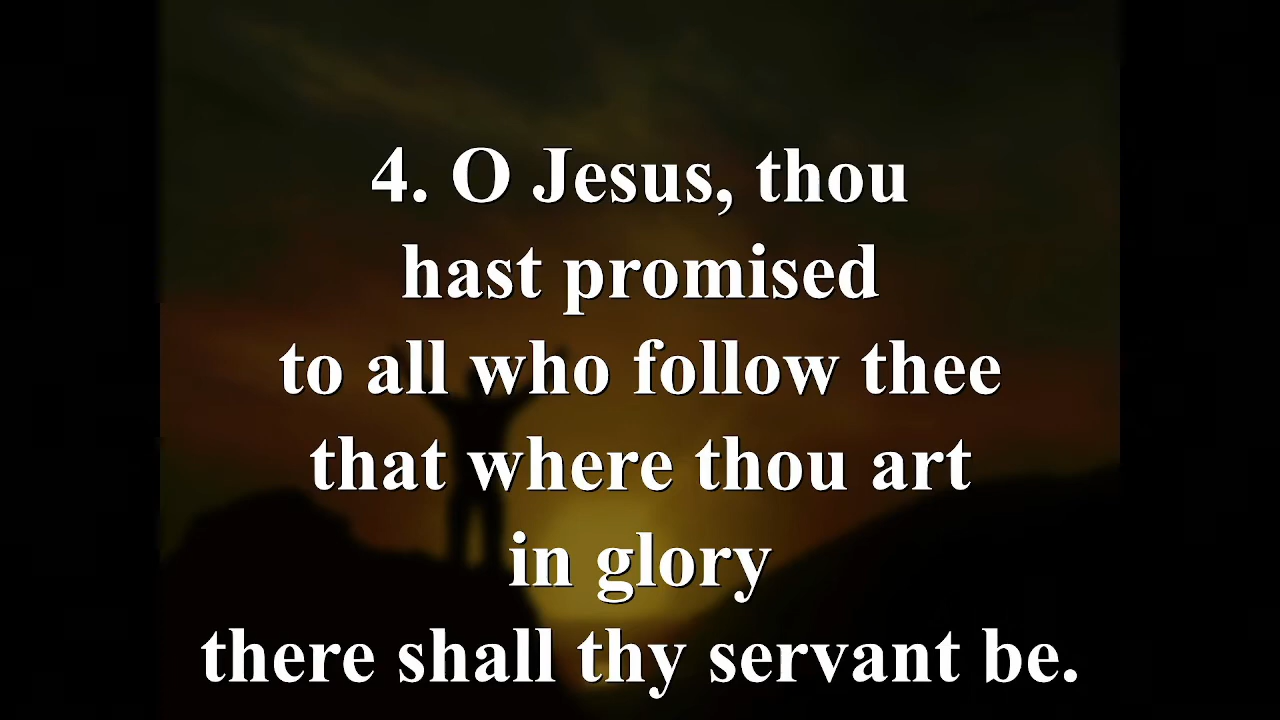 4. O Jesus, thou
hast promised
to all who follow thee
that where thou art
in glory
there shall thy servant be.